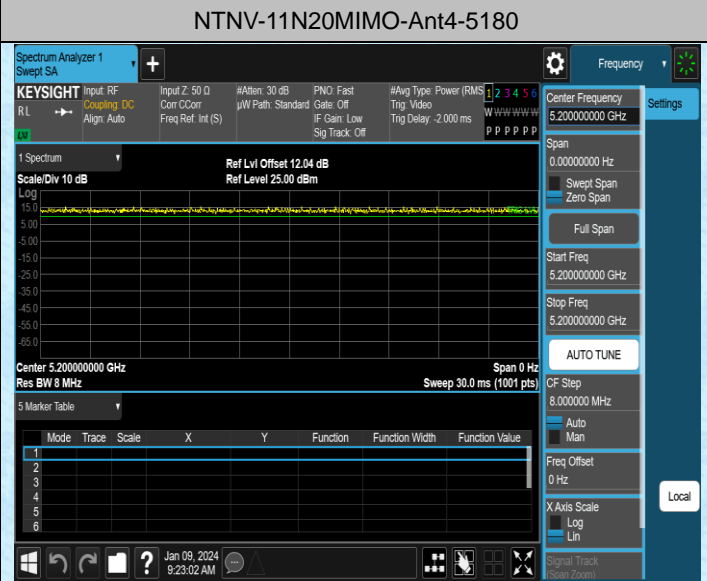 NTNV-11N20MIMO-Ant4-5180
Spectrum Analyzer 1
Swept SA
Frequency
KEYSIGHT
RL
Input: RF
Coupling: DC
Align: Auto
Input Z: 50 Ω
Corr CCorr
Freq Ref: Int (S)
#Atten: 30 dB
µW Path: Standard
PNO: Fast
Gate: Off
IF Gain: Low
Sig Track: Off
#Avg Type: Power (RMS
Trig: Video
Trig Delay: -2.000 ms
1 2 3 4 5 6
W W W W W W
P P P P P P
1 Spectrum
Scale/Div 10 dB
Ref Lvl Offset 12.04 dB
Ref Level 25.00 dBm
Log
15.0
5.00
-5.00
-15.0
-25.0
-35.0
-45.0
-55.0
-65.0
Center 5.200000000 GHz
Span 0 Hz
Res BW 8 MHz
Sweep 30.0 ms (1001 pts)
5 Marker Table
Mode Trace Scale X Y Function Function Width Function Value
1
2
3
4
5
6
Center Frequency
5.200000000 GHz
Settings
Span
0.00000000 Hz
Swept Span
Zero Span
Full Span
Start Freq
5.200000000 GHz
Stop Freq
5.200000000 GHz
AUTO TUNE
CF Step
8.000000 MHz
Auto
Man
Freq Offset
0 Hz
X Axis Scale
Log
Lin
Signal Track
(Span Zoom)
Local
?
Jan 09, 2024
9:23:02 AM